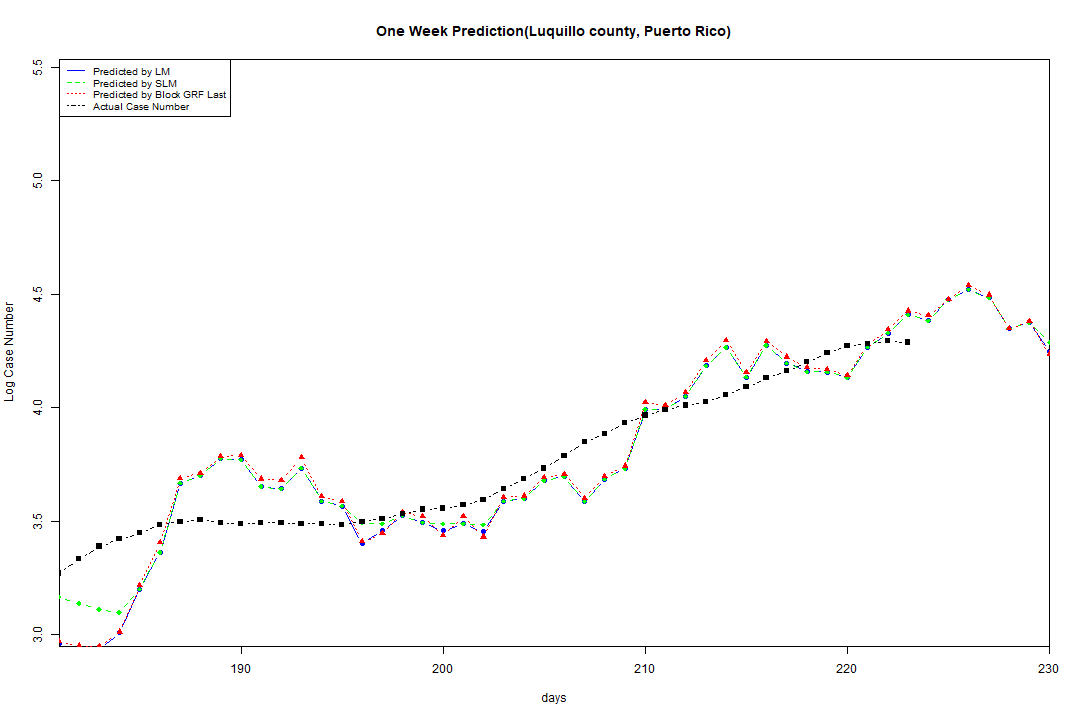 One Week Prediction(Luquillo county, Puerto Rico)
Predicted by LM
Predicted by SLM
Predicted by Block GRF Last
Actual Case Number
5.5
5.0
4.5
4.0
3.5
3.0
Log Case Number
190
200
210
220
230
days